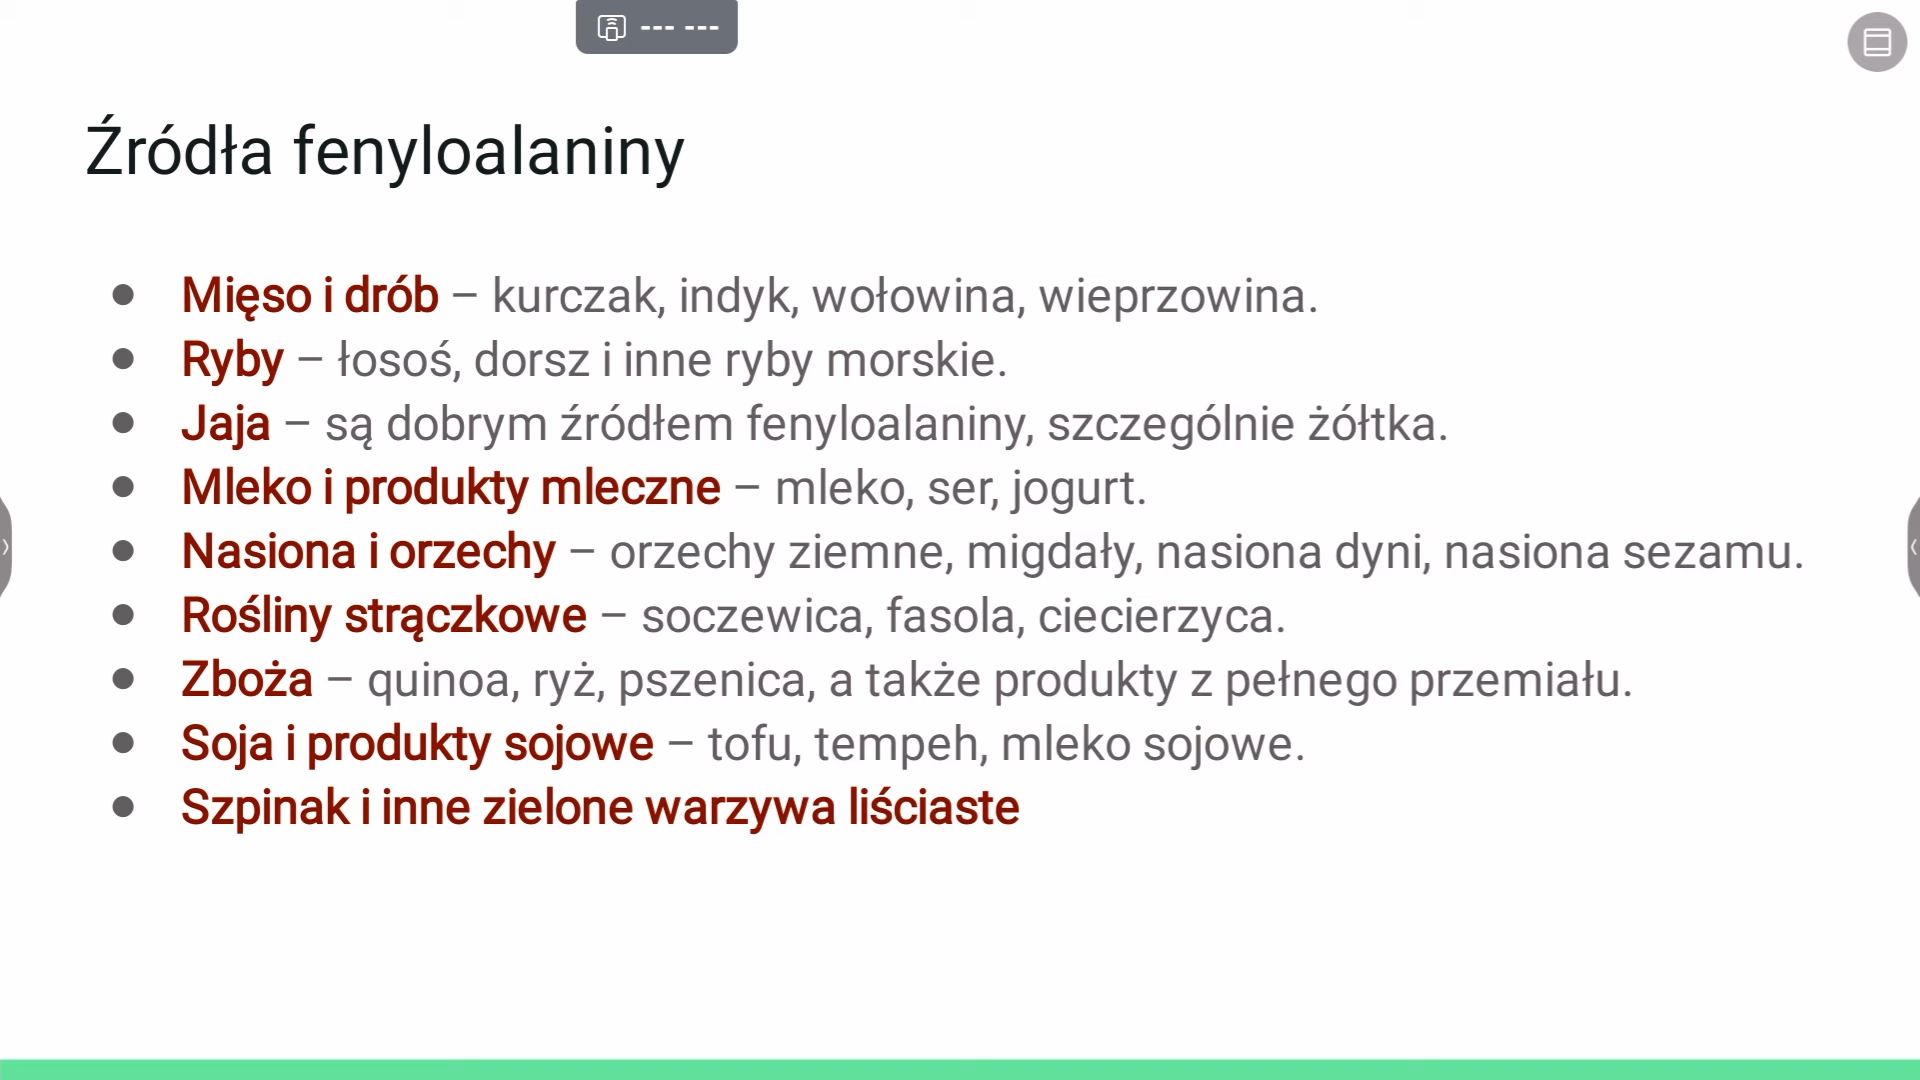 --- ---
Źródła fenyloalaniny
● Mięso i drób – kurczak, indyk, wołowina, wieprzowina.
● Ryby – łosoś, dorsz i inne ryby morskie.
● Jaja – są dobrym źródłem fenyloalaniny, szczególnie żółtka.
● Mleko i produkty mleczne – mleko, ser, jogurt.
● Nasiona i orzechy – orzechy ziemne, migdały, nasiona dyni, nasiona sezamu.
● Rośliny strączkowe – soczewica, fasola, ciecierzyca.
● Zboża – quinoa, ryż, pszenica, a także produkty z pełnego przemiału.
● Soja i produkty sojowe – tofu, tempeh, mleko sojowe.
● Szpinak i inne zielone warzywa liściaste